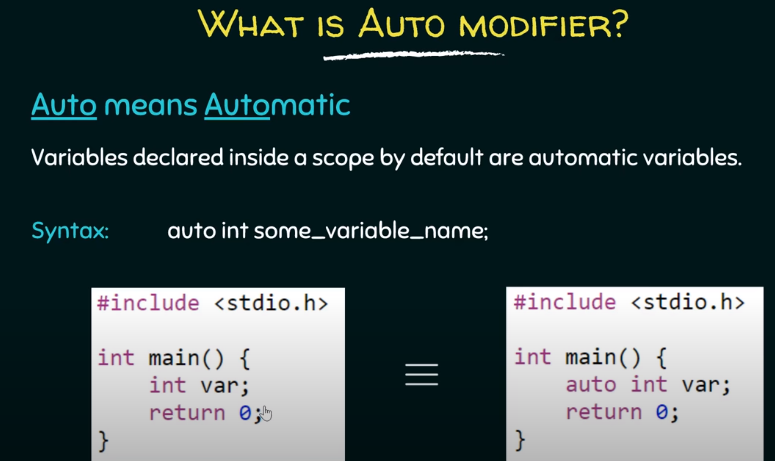 WHAT IS AUTO MODIFIER?
Auto means Automatic
Variables declared inside a scope by default are automatic variables.
Syntax: auto int some_variable_name;
#include <stdio.h>
int main() {
    int var;
    return 0;
}
≡
#include <stdio.h>
int main() {
    auto int var;
    return 0;
}